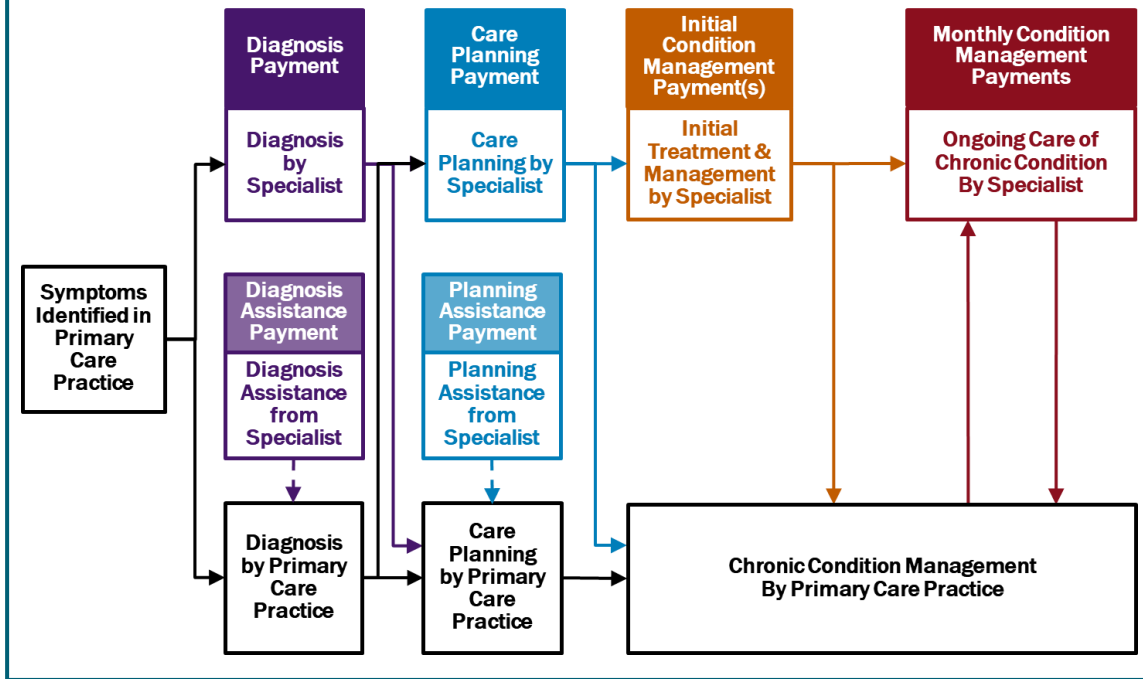 Diagnosis
Payment
Diagnosis
by
Specialist
Care
Planning
Payment
Care
Planning by
Specialist
Initial
Condition
Management
Payment(s)
Initial
Treatment &
Management
by Specialist
Monthly Condition
Management
Payments
Ongoing Care of
Chronic Condition
By Specialist
Symptoms
Identified in
Primary
Care
Practice
Diagnosis
Assistance
Payment
Diagnosis
Assistance
from
Specialist
Planning
Assistance
Payment
Planning
Assistance
from
Specialist
Diagnosis
by Primary
Care
Practice
Care
Planning
by Primary
Care
Practice
Chronic Condition Management
By Primary Care Practice